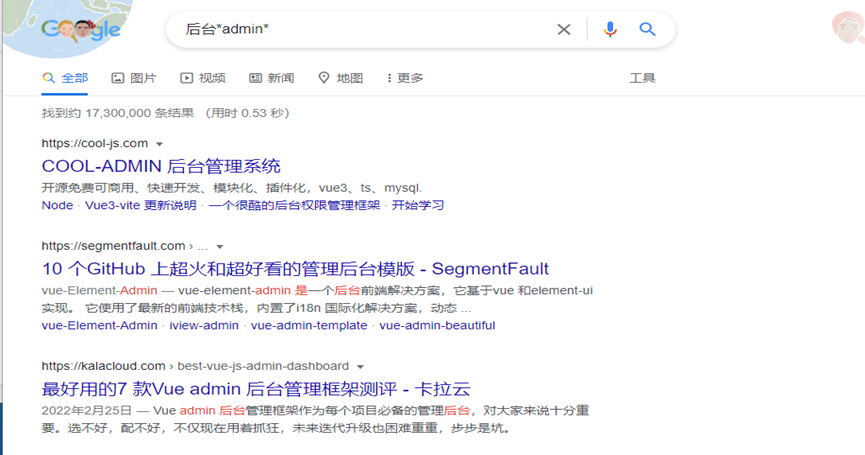 Google
后台*admin*
全部 图片 视频 新闻 地图 更多 工具
找到约 17,300,000 条结果 （用时 0.53 秒）
https://cool-js.com
COOL-ADMIN 后台管理系统
开源免费可商用、快速开发、模块化、插件化，vue3、ts、mysql.
Node · Vue3-vite 更新说明 · 一个很酷的后台权限管理框架 · 开始学习
https://segmentfault.com › ...
10 个GitHub 上超火和超好看的管理后台模版 - SegmentFault
vue-Element-Admin — vue-element-admin 是一个后台前端解决方案，它基于vue 和element-ui
实现。 它使用了最新的前端技术栈，内置了i18n 国际化解决方案，动态 ...
vue-Element-Admin · iview-admin · vue-admin-template · vue-admin-beautiful
https://kalacloud.com › best-vue-js-admin-dashboard
最好用的7 款Vue admin 后台管理框架测评 - 卡拉云
2022年2月25日 — Vue admin 后台管理框架作为每个项目必备的管理后台，对大家来说十分重
要。选不好，配不好，不仅现在用着抓狂，未来迭代升级也困难重重，步步是坑。